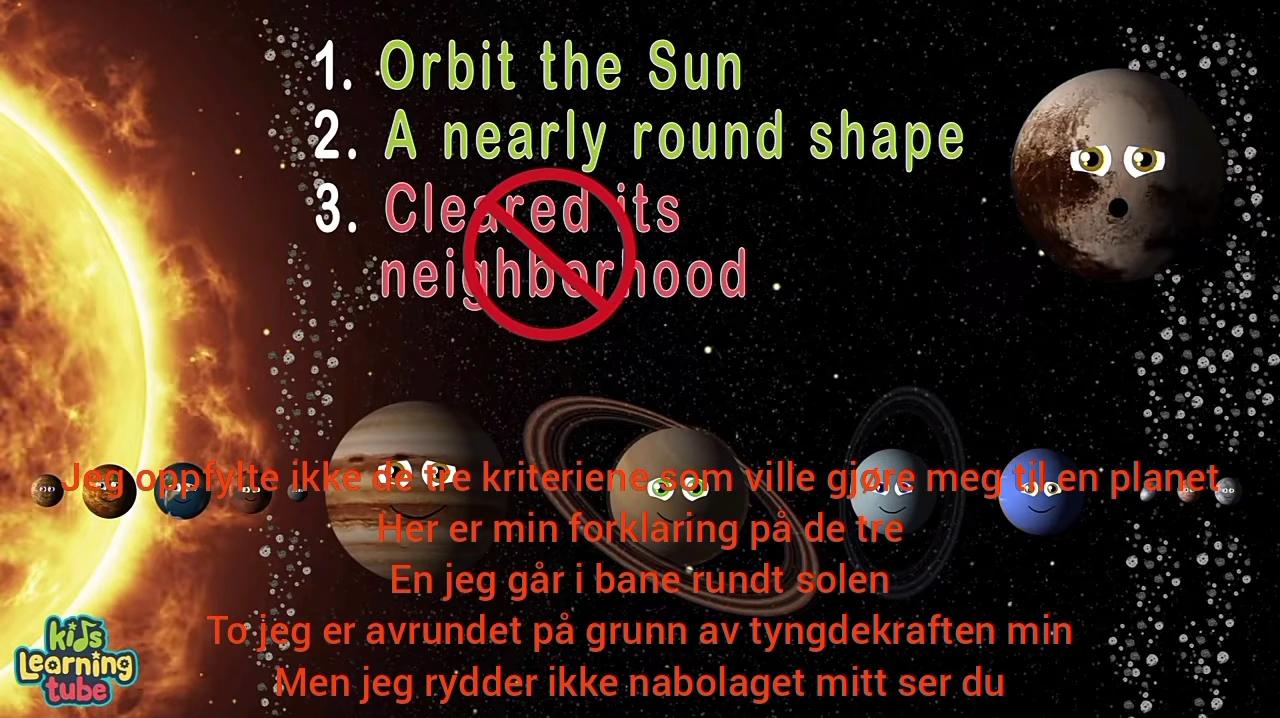 1. Orbit the Sun
2. A nearly round shape
3. Cleared its
neighborhood
Jeg oppfylte ikke de tre kriteriene som ville gjøre meg til en planet
Her er min forklaring på de tre
En jeg går i bane rundt solen
To jeg er avrundet på grunn av tyngdekraften min
Men jeg rydder ikke nabolaget mitt ser du
kids
Learning
tube